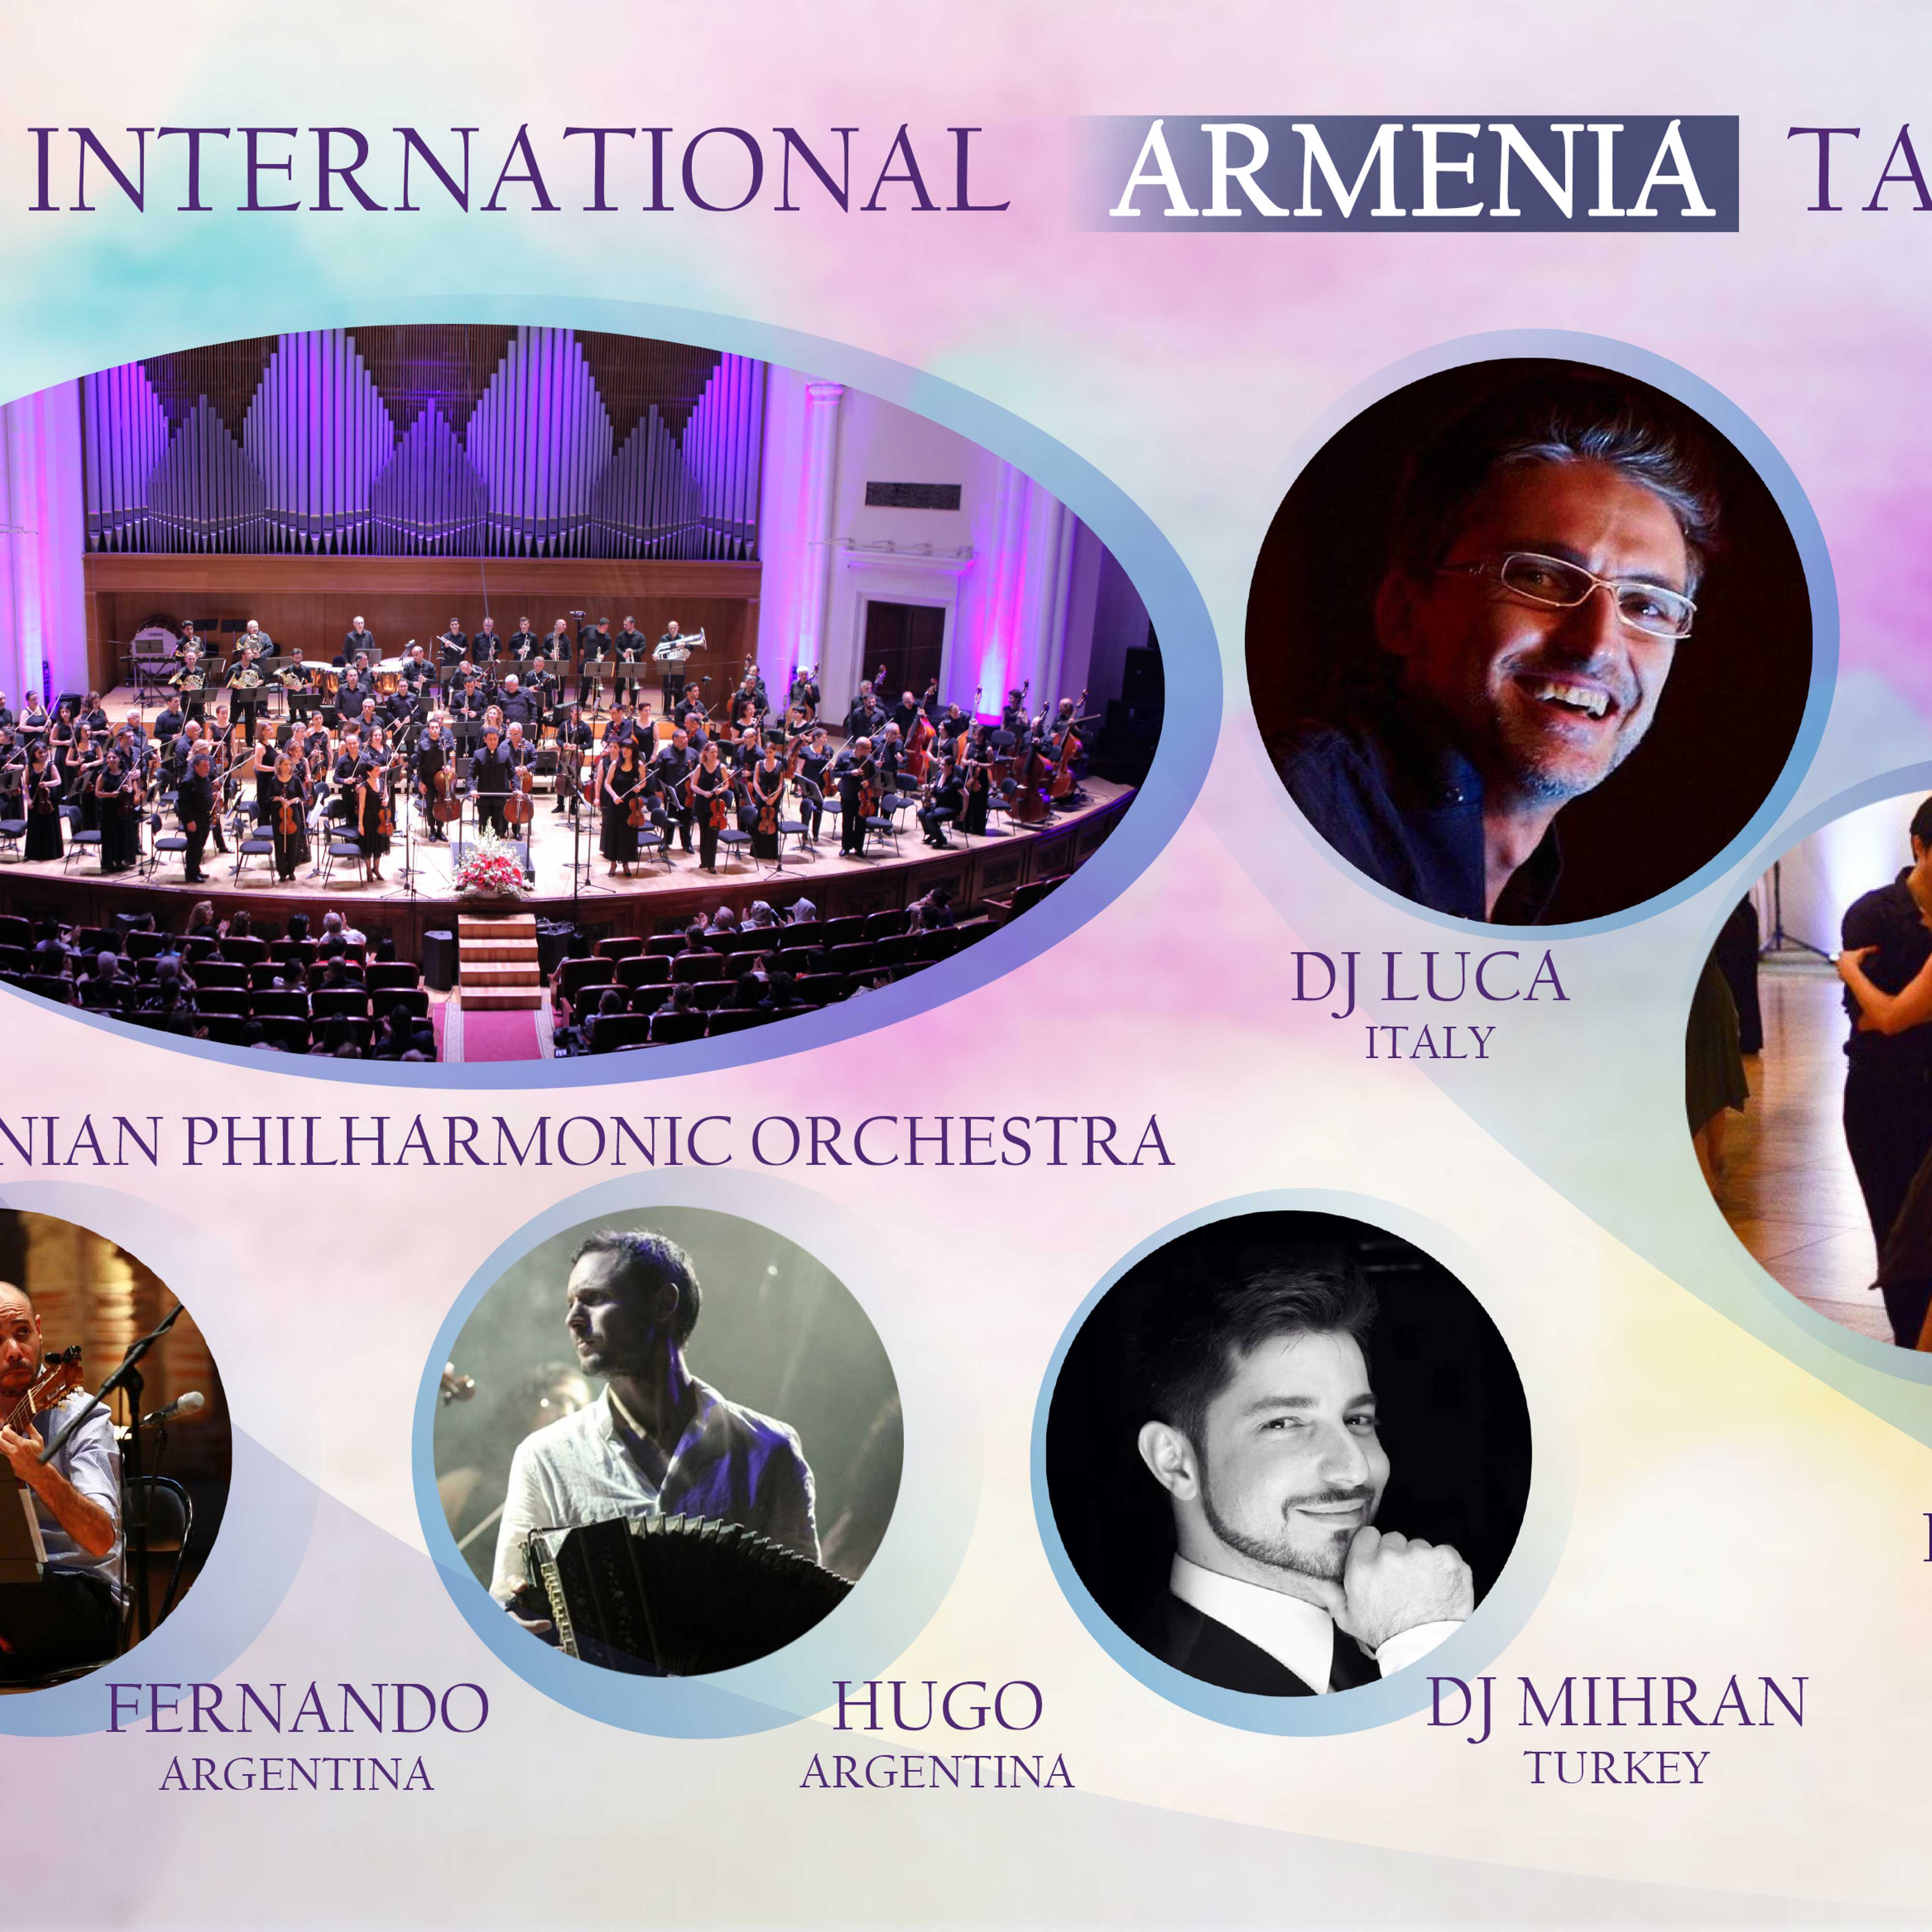 INTERNATIONAL ARMENIA TA
DJ LUCA
ITALY
NIAN PHILHARMONIC ORCHESTRA
FERNANDO
ARGENTINA
HUGO
ARGENTINA
DJ MIHRAN
TURKEY